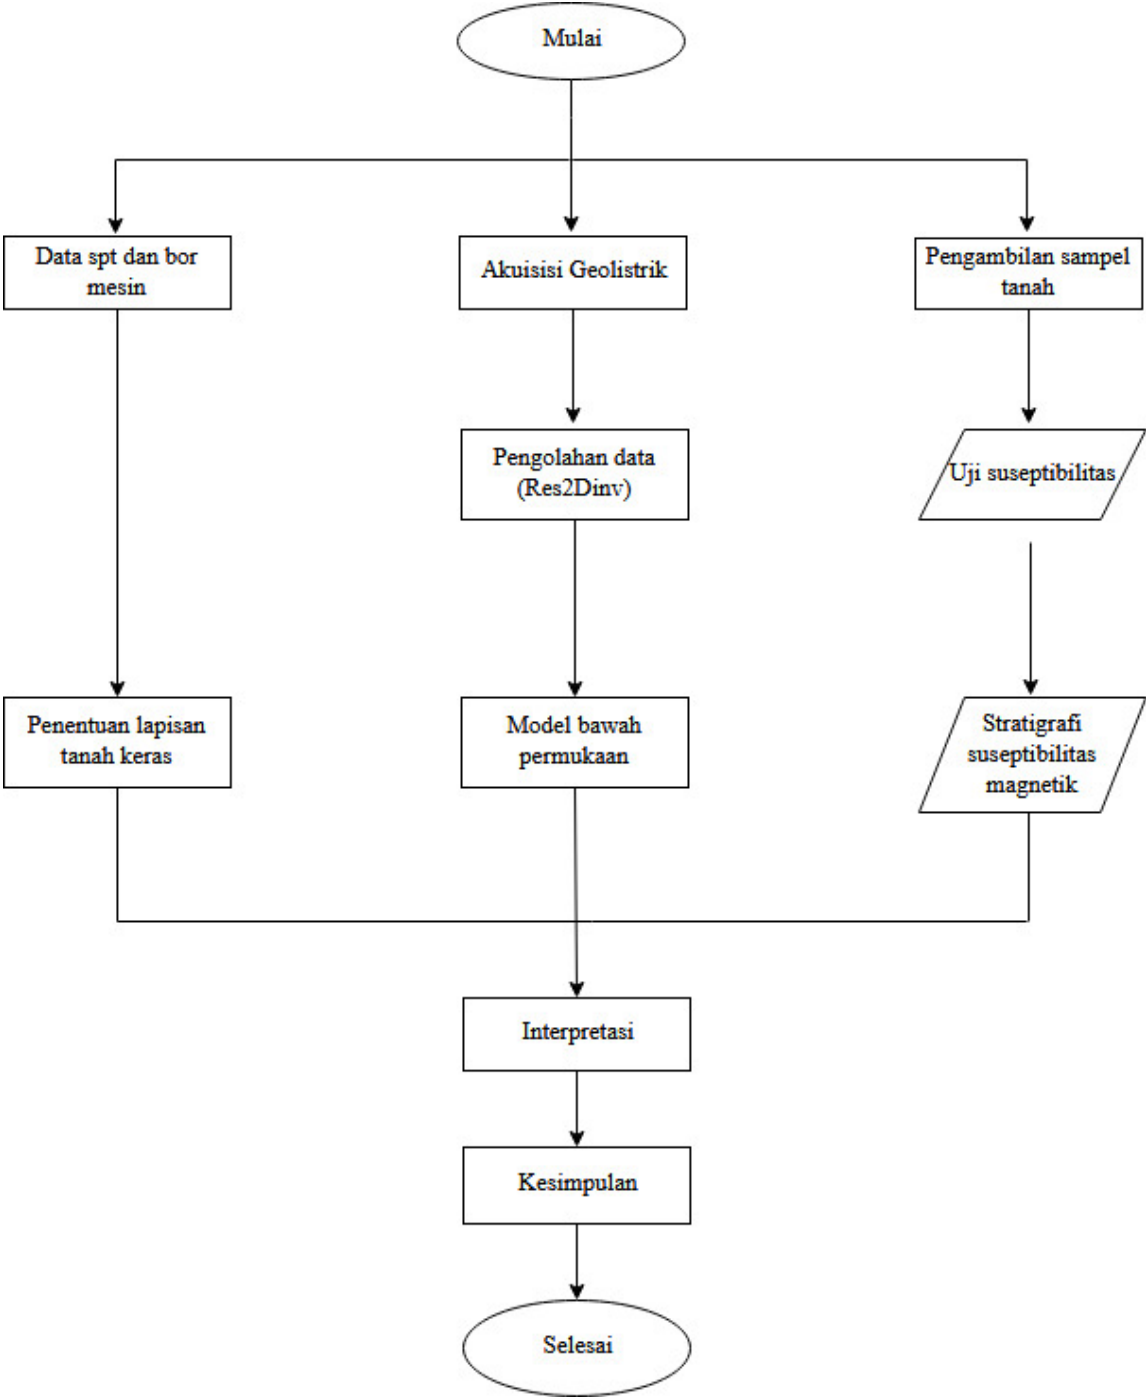 Mulai
Data spt dan bor
mesin
Akuisisi Geolistrik
Pengambilan sampel
tanah
Pengolahan data
(Res2Dinv)
Uji suseptibilitas
Penentuan lapisan
tanah keras
Model bawah
permukaan
Stratigrafi
suseptibilitas
magnetik
Interpretasi
Kesimpulan
Selesai